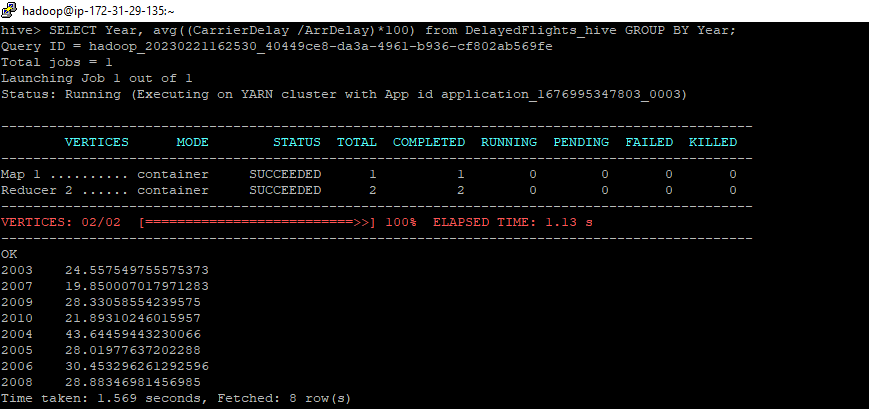 hadoop@ip-172-31-29-135:~
hive> SELECT Year, avg((CarrierDelay /ArrDelay)*100) from DelayedFlights_hive GROUP BY Year;
Query ID = hadoop_20230221162530_40449ce8-da3a-4961-b936-cf802ab569fe
Total jobs = 1
Launching Job 1 out of 1
Status: Running (Executing on YARN cluster with App id application_1676995347803_0003)
----------------------------------------------------------------------------------------------
        VERTICES      MODE        STATUS  TOTAL  COMPLETED  RUNNING  PENDING  FAILED  KILLED
----------------------------------------------------------------------------------------------
Map 1 .......... container     SUCCEEDED      1          1        0        0       0       0
Reducer 2 ...... container     SUCCEEDED      2          2        0        0       0       0
----------------------------------------------------------------------------------------------
VERTICES: 02/02  [==========================>>] 100%  ELAPSED TIME: 1.13 s
----------------------------------------------------------------------------------------------
OK
2003    24.557549755575373
2007    19.850007017971283
2009    28.33058554239575
2010    21.89310246015957
2004    43.64459443230066
2005    28.01977637202288
2006    30.453296261292596
2008    28.88346981456985
Time taken: 1.569 seconds, Fetched: 8 row(s)